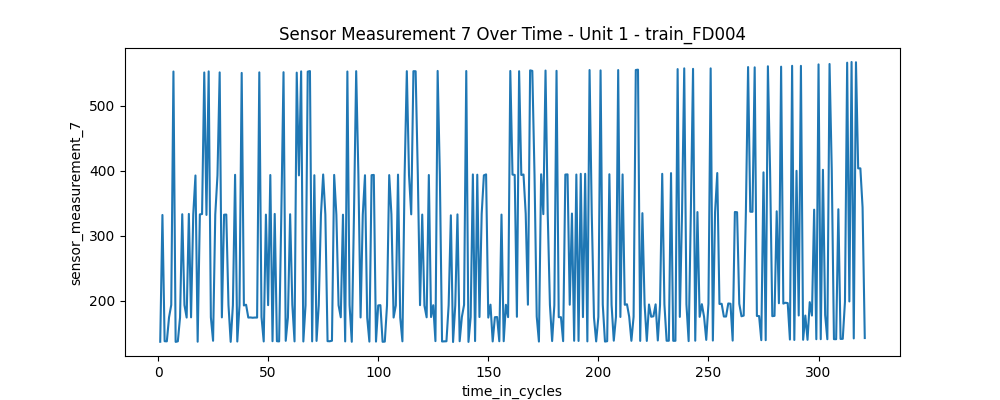 Sensor Measurement 7 Over Time - Unit 1 - train_FD004
sensor_measurement_7
500
400
300
200
0 50 100 150 200 250 300
time_in_cycles